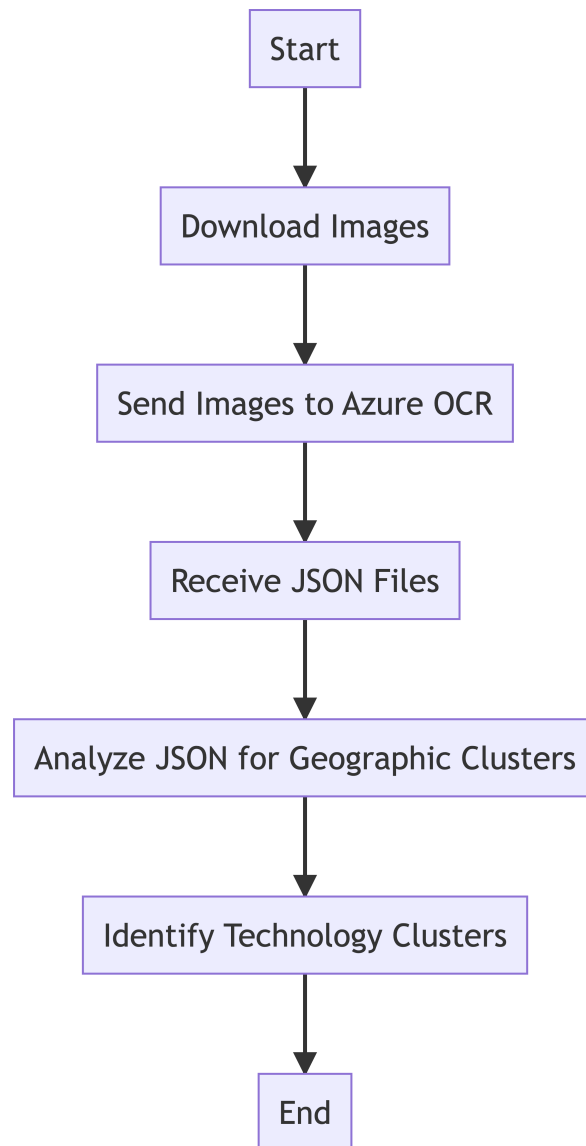 Start
Download Images
Send Images to Azure OCR
Receive JSON Files
Analyze JSON for Geographic Clusters
Identify Technology Clusters
End